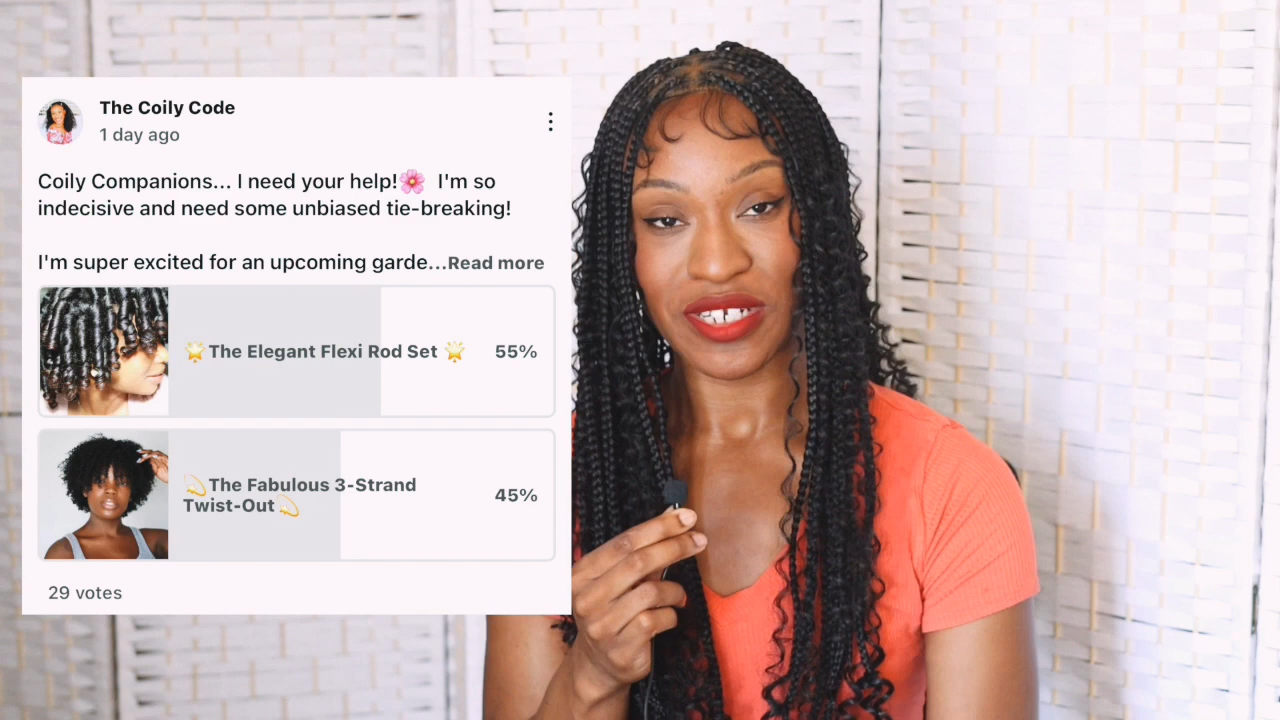 The Coily Code
1 day ago
Coily Companions... I need your help!🌸 I'm so
indecisive and need some unbiased tie-breaking!
I'm super excited for an upcoming garde...Read more
🌟The Elegant Flexi Rod Set 🌟
55%
💫The Fabulous 3-Strand
Twist-Out💫
45%
29 votes